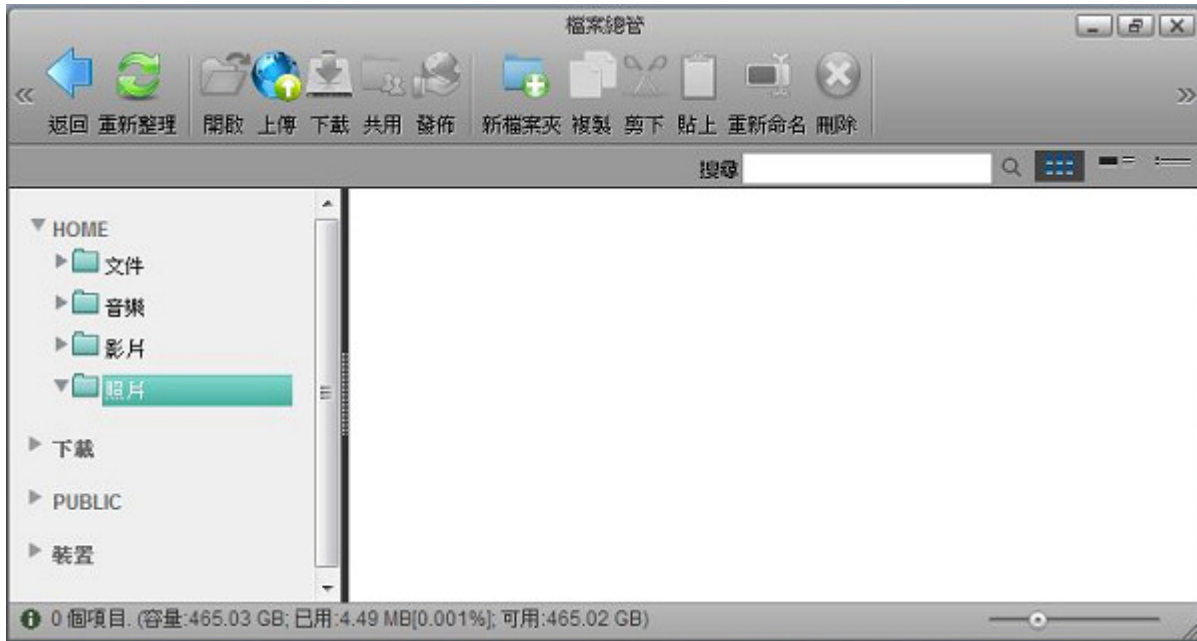 檔案總管
返回 重新整理 開啟 上傳 下載 共用 發佈 新檔案夾 複製 剪下 貼上 重新命名 刪除
搜尋
HOME
文件
音樂
影片
照片
下載
PUBLIC
裝置
0 個項目. (容量:465.03 GB; 已用:4.49 MB[0.001%]; 可用:465.02 GB)